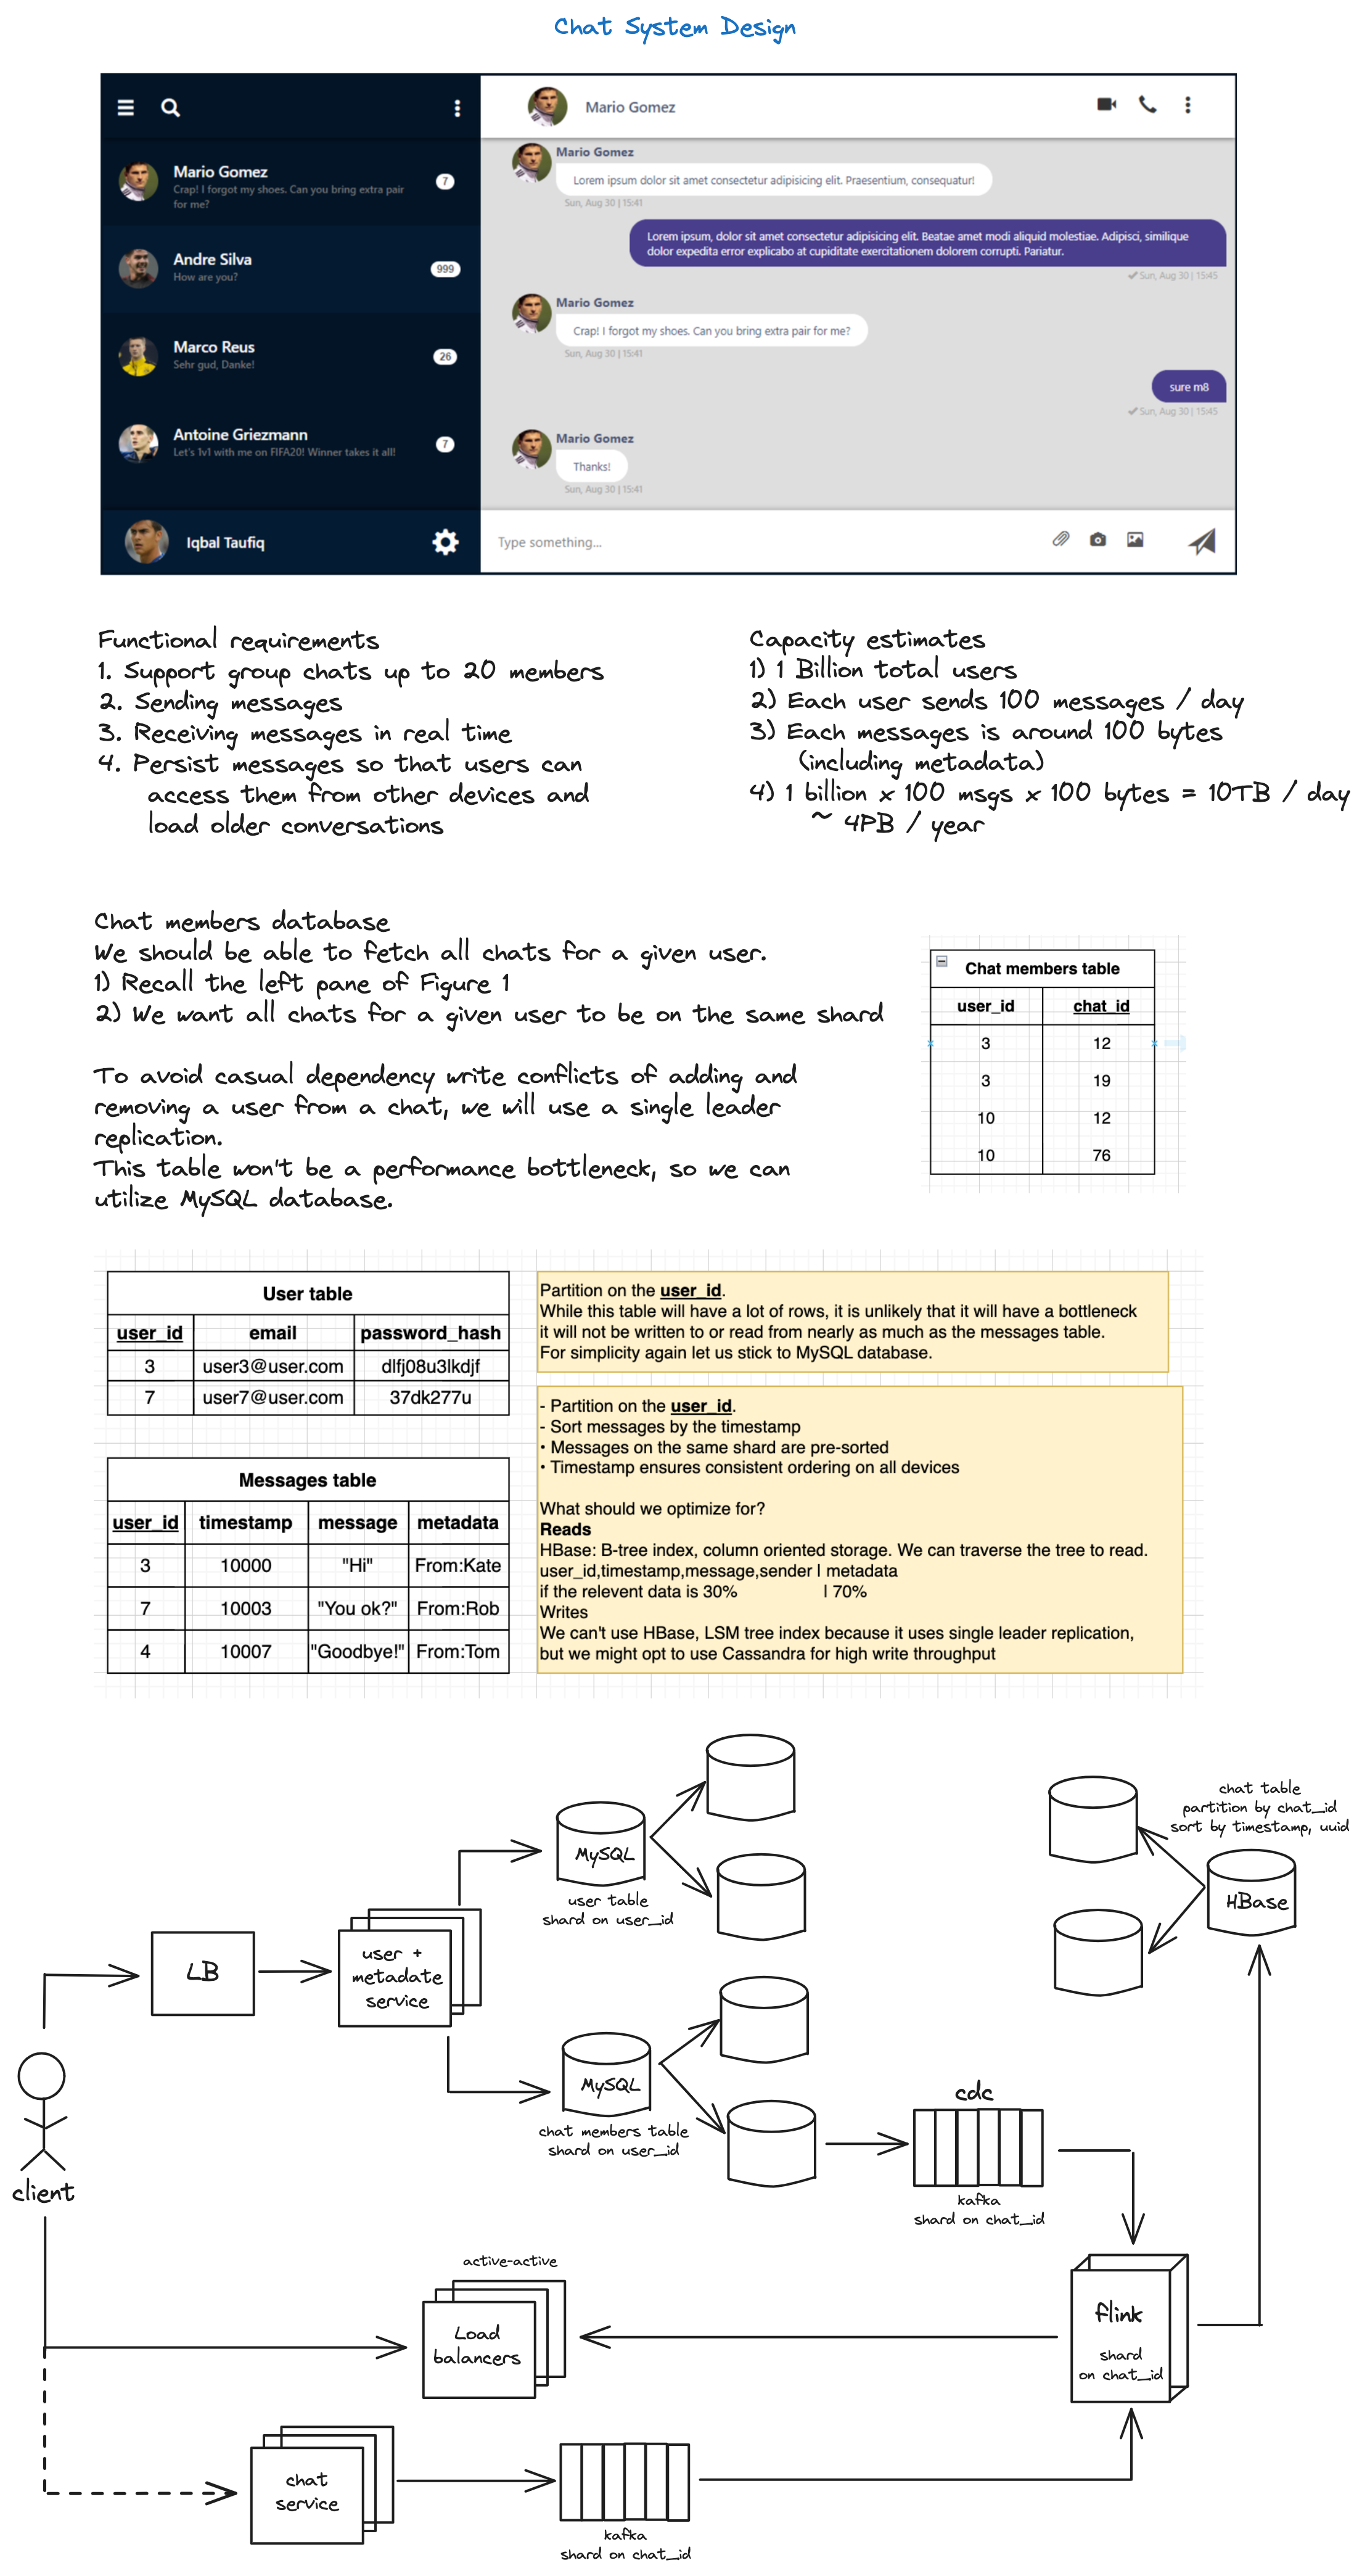 Chat System Design
Mario Gomez
Crap! I forgot my shoes. Can you bring extra pair
for me?
7
Andre Silva
How are you?
999
Marco Reus
Sehr gud, Danke!
26
Antoine Griezmann
Let's 1v1 with me on FIFA20! Winner takes it all!
7
Iqbal Taufiq
Mario Gomez
Mario Gomez
Lorem ipsum dolor sit amet consectetur adipisicing elit. Praesentium, consequatur!
Sun, Aug 30 | 15:41
Lorem ipsum, dolor sit amet consectetur adipisicing elit. Beatae amet modi aliquid molestiae. Adipisci, similique
dolor expedita error explicabo at cupiditate exercitationem dolorem corrupti. Pariatur.
Sun, Aug 30 | 15:45
Mario Gomez
Crap! I forgot my shoes. Can you bring extra pair for me?
Sun, Aug 30 | 15:41
sure m8
Sun, Aug 30 | 15:45
Mario Gomez
Thanks!
Sun, Aug 30 | 15:41
Type something...
Functional requirements
1. Support group chats up to 20 members
2. Sending messages
3. Receiving messages in real time
4. Persist messages so that users can
access them from other devices and
load older conversations
Capacity estimates
1) 1 Billion total users
2) Each user sends 100 messages / day
3) Each messages is around 100 bytes
(including metadata)
4) 1 billion x 100 msgs x 100 bytes = 10TB / day
~ 4PB / year
Chat members database
We should be able to fetch all chats for a given user.
1) Recall the left pane of Figure 1
2) We want all chats for a given user to be on the same shard
To avoid casual dependency write conflicts of adding and
removing a user from a chat, we will use a single leader
replication.
This table won't be a performance bottleneck, so we can
utilize MySQL database.
Chat members table
user_id chat_id
3 12
3 19
10 12
10 76
User table
user_id email password_hash
3 user3@user.com dlfj08u3lkdjf
7 user7@user.com 37dk277u
Partition on the user_id.
While this table will have a lot of rows, it is unlikely that it will have a bottleneck
it will not be written to or read from nearly as much as the messages table.
For simplicity again let us stick to MySQL database.
Messages table
user_id timestamp message metadata
3 10000 "Hi" From:Kate
7 10003 "You ok?" From:Rob
4 10007 "Goodbye!" From:Tom
- Partition on the user_id.
- Sort messages by the timestamp
• Messages on the same shard are pre-sorted
• Timestamp ensures consistent ordering on all devices
What should we optimize for?
Reads
HBase: B-tree index, column oriented storage. We can traverse the tree to read.
user_id,timestamp,message,sender | metadata
if the relevent data is 30% | 70%
Writes
We can't use HBase, LSM tree index because it uses single leader replication,
but we might opt to use Cassandra for high write throughput
chat table
partition by chat_id
sort by timestamp, uuid
HBase
MySQL
user table
shard on user_id
LB
user +
metadate
service
MySQL
chat members table
shard on user_id
cdc
kafka
shard on chat_id
client
active-active
Load
balancers
flink
shard
on chat_id
chat
service
kafka
shard on chat_id